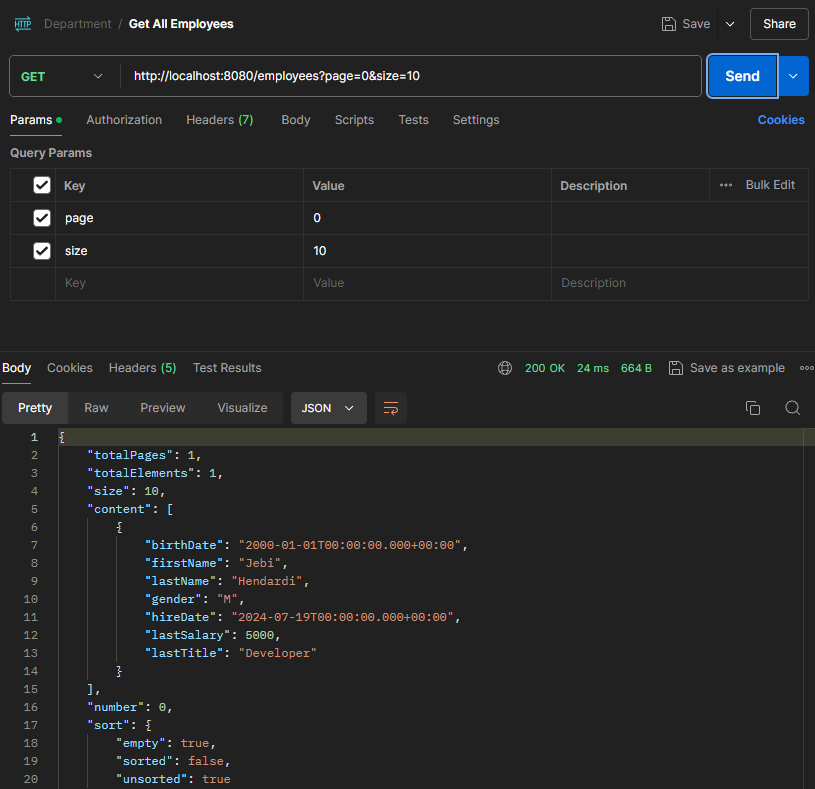 HTTP Department / Get All Employees Save Share
GET http://localhost:8080/employees?page=0&size=10 Send
Params Authorization Headers (7) Body Scripts Tests Settings Cookies
Query Params
Key Value Description ••• Bulk Edit
page 0
size 10
Key Value Description
Body Cookies Headers (5) Test Results 200 OK 24 ms 664 B Save as example
Pretty Raw Preview Visualize JSON
1 {
2 "totalPages": 1,
3 "totalElements": 1,
4 "size": 10,
5 "content": [
6 {
7 "birthDate": "2000-01-01T00:00:00.000+00:00",
8 "firstName": "Jebi",
9 "lastName": "Hendardi",
10 "gender": "M",
11 "hireDate": "2024-07-19T00:00:00.000+00:00",
12 "lastSalary": 5000,
13 "lastTitle": "Developer"
14 }
15 ],
16 "number": 0,
17 "sort": {
18 "empty": true,
19 "sorted": false,
20 "unsorted": true